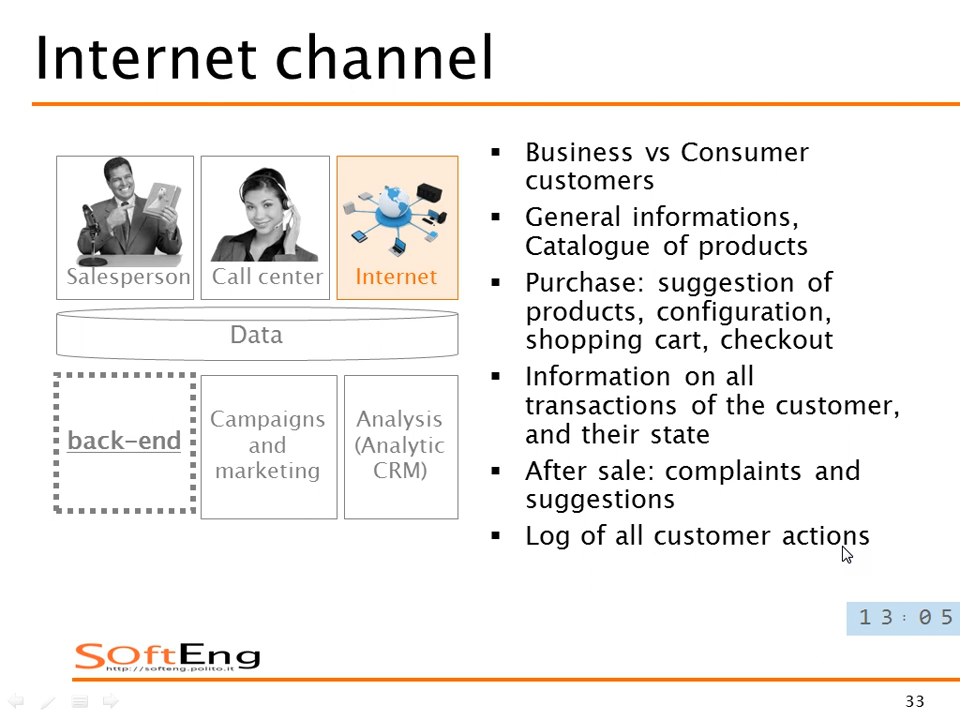 Internet channel
Salesperson
Call center
Internet
Data
back-end
Campaigns
and
marketing
Analysis
(Analytic
CRM)
▪ Business vs Consumer
customers
▪ General informations,
Catalogue of products
▪ Purchase: suggestion of
products, configuration,
shopping cart, checkout
▪ Information on all
transactions of the customer,
and their state
▪ After sale: complaints and
suggestions
▪ Log of all customer actions
13:05
SOftEng
http://softeng.polito.it
33